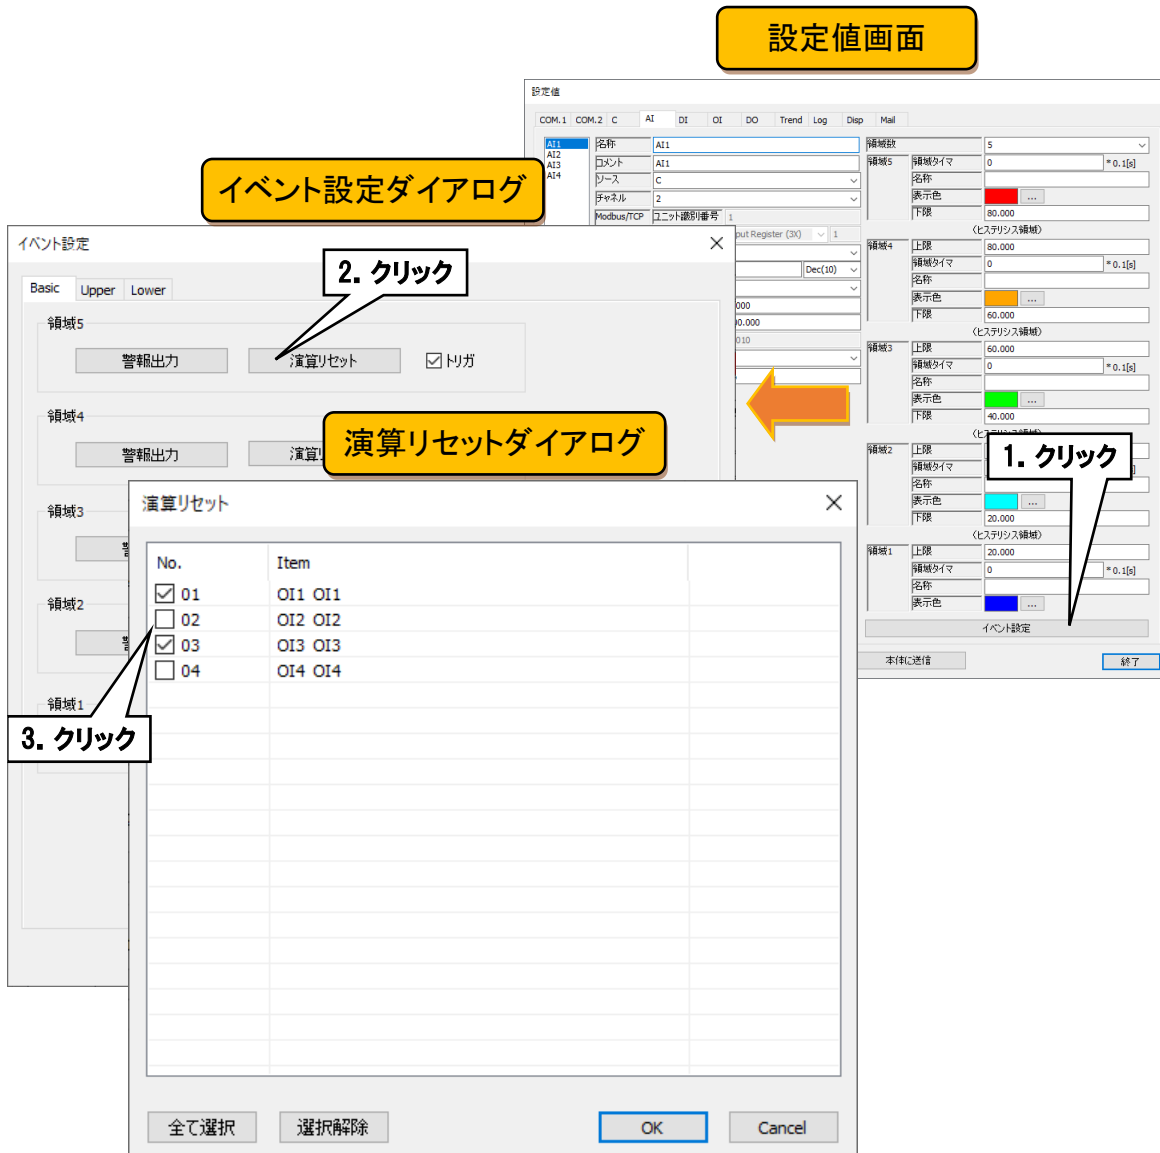 設定値画面
設定値
COM.1 COM.2 C AI DI OI DO Trend Log Disp Mail
AI1
AI2
AI3
AI4
名称 AI1
コメント AI1
ソース C
チャネル 2
Modbus/TCP ユニット識別番号 1
put Register (3X) 1
Dec(10)
000
00.000
010
領域数 5
領域5 領域タイマ 0 * 0.1[s]
名称
表示色 ...
下限 80.000
(ヒステリシス領域)
領域4 上限 80.000
領域タイマ 0 * 0.1[s]
名称
表示色 ...
下限 60.000
(ヒステリシス領域)
領域3 上限 60.000
領域タイマ 0 * 0.1[s]
名称
表示色 ...
下限 40.000
領域2 上限
領域タイマ
名称
表示色 ...
下限 20.000
(ヒステリシス領域)
領域1 上限 20.000
領域タイマ 0 * 0.1[s]
名称
表示色 ...
イベント設定
本体に送信 終了
1. クリック
イベント設定ダイアログ
イベント設定
2. クリック
Basic Upper Lower
領域5
警報出力 演算リセット トリガ
領域4
警報出力 演算
領域3
領域2
領域1
3. クリック
演算リセットダイアログ
演算リセット
No. Item
01 OI1 OI1
02 OI2 OI2
03 OI3 OI3
04 OI4 OI4
全て選択 選択解除 OK Cancel